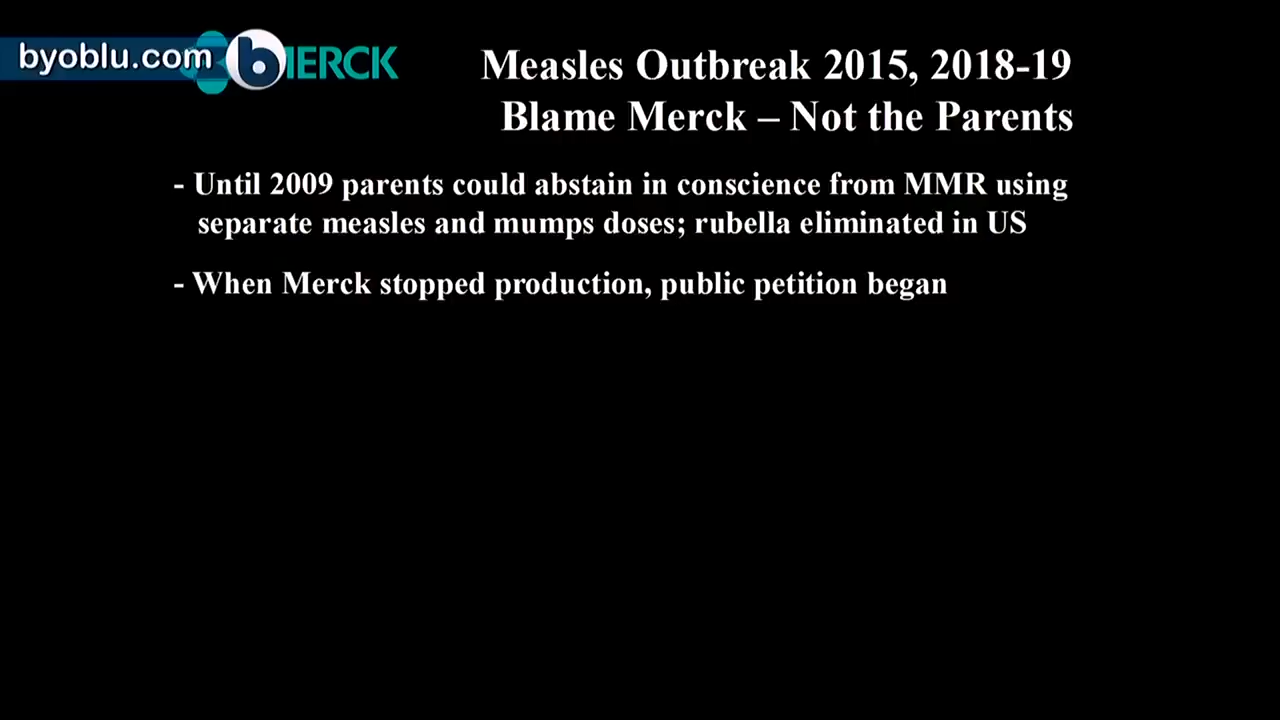 byoblu.com
b
MERCK
Measles Outbreak 2015, 2018-19
Blame Merck – Not the Parents
- Until 2009 parents could abstain in conscience from MMR using
separate measles and mumps doses; rubella eliminated in US
- When Merck stopped production, public petition began